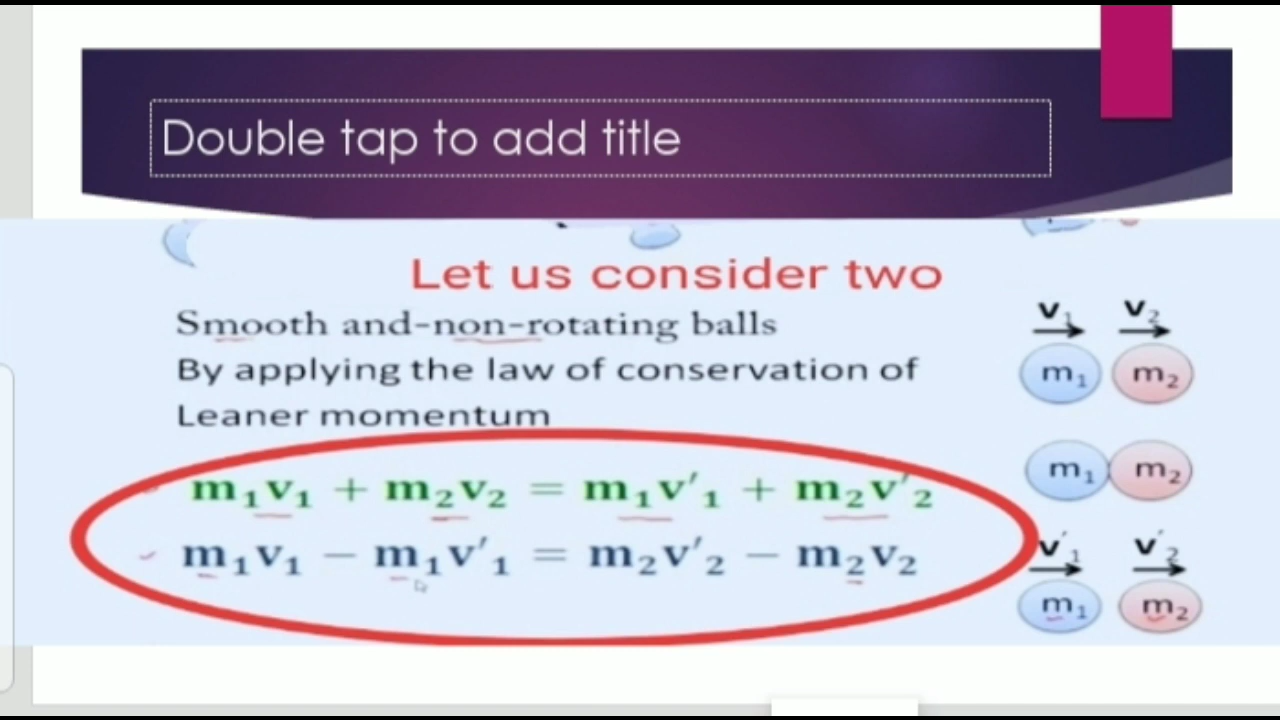 Double tap to add title
Let us consider two
Smooth and-non-rotating balls
By applying the law of conservation of
Leaner momentum
m₁v₁ + m₂v₂ = m₁v′₁ + m₂v′₂
m₁v₁ − m₁v′₁ = m₂v′₂ − m₂v₂
v₁ v₂
m₁ m₂
m₁ m₂
v′₁ v′₂
m₁ m₂